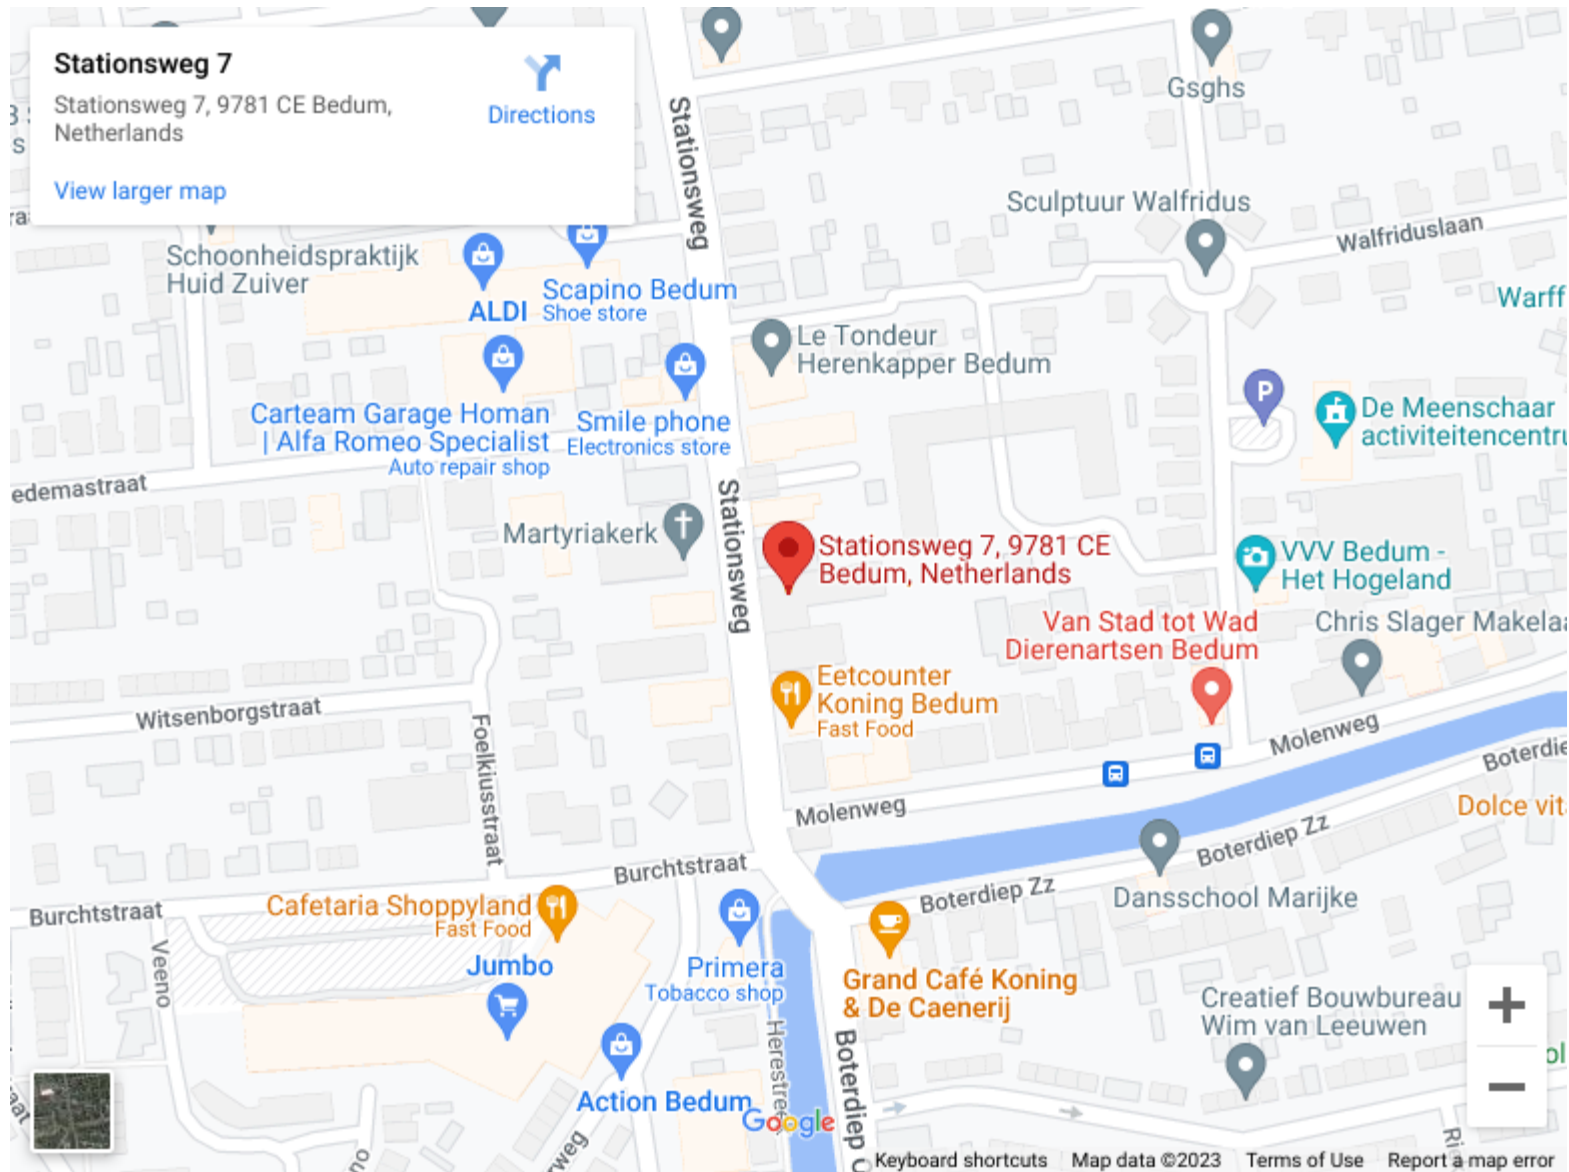 Stationsweg 7
Stationsweg 7, 9781 CE Bedum,
Netherlands
Directions
View larger map
Stationsweg
Gsghs
Sculptuur Walfridus
Walfriduslaan
Schoonheidspraktijk
Huid Zuiver
ALDI
Scapino Bedum
Shoe store
Warff
Le Tondeur
Herenkapper Bedum
Carteam Garage Homan
| Alfa Romeo Specialist
Auto repair shop
Smile phone
Electronics store
P
De Meenschaar
activiteitencentru
edemastraat
Stationsweg
Martyriakerk
Stationsweg 7, 9781 CE
Bedum, Netherlands
VVV Bedum -
Het Hogeland
Van Stad tot Wad
Dierenartsen Bedum
Chris Slager Makelaa
Eetcounter
Koning Bedum
Fast Food
Witsenborgstraat
Foelkiusstraat
Molenweg
Boterdie
Molenweg
Dolce vit
Boterdiep Zz
Burchtstraat
Boterdiep Zz
Dansschool Marijke
Burchtstraat
Cafetaria Shoppyland
Fast Food
Veeno
Jumbo
Primera
Tobacco shop
Grand Café Koning
& De Caenerij
Creatief Bouwbureau
Wim van Leeuwen
Herestree
Boterdiep
Action Bedum
Google
rweg
Keyboard shortcuts Map data ©2023 Terms of Use Report a map error